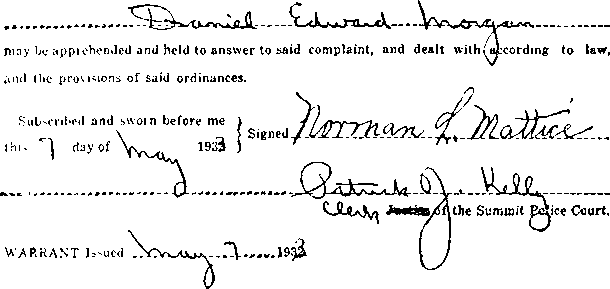 Daniel Edward Morgan
may be apprehended and held to answer to said complaint, and dealt with according to law,
and the provisions of said ordinances.
Subscribed and sworn before me
this 7 day of May 1933
Signed Norman L. Mattice
Patrick J. Kelly
Clerk Justice of the Summit Police Court.
WARRANT Issued May 7 1933